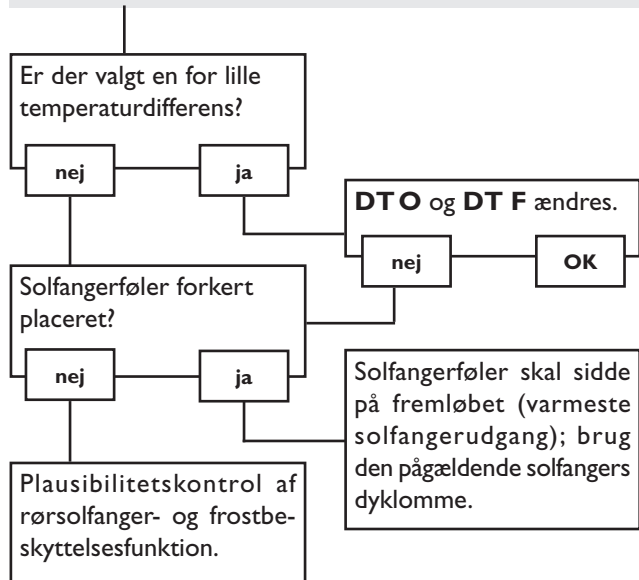 Er der valgt en for lille
temperaturdifferens?
nej
ja
DT O og DT F ændres.
nej
OK
Solfangerføler forkert
placeret?
nej
ja
Solfangerføler skal sidde
på fremløbet (varmeste
solfangerudgang); brug
den pågældende solfangers
dyklomme.
Plausibilitetskontrol af
rørsolfanger- og frostbe-
skyttelsesfunktion.